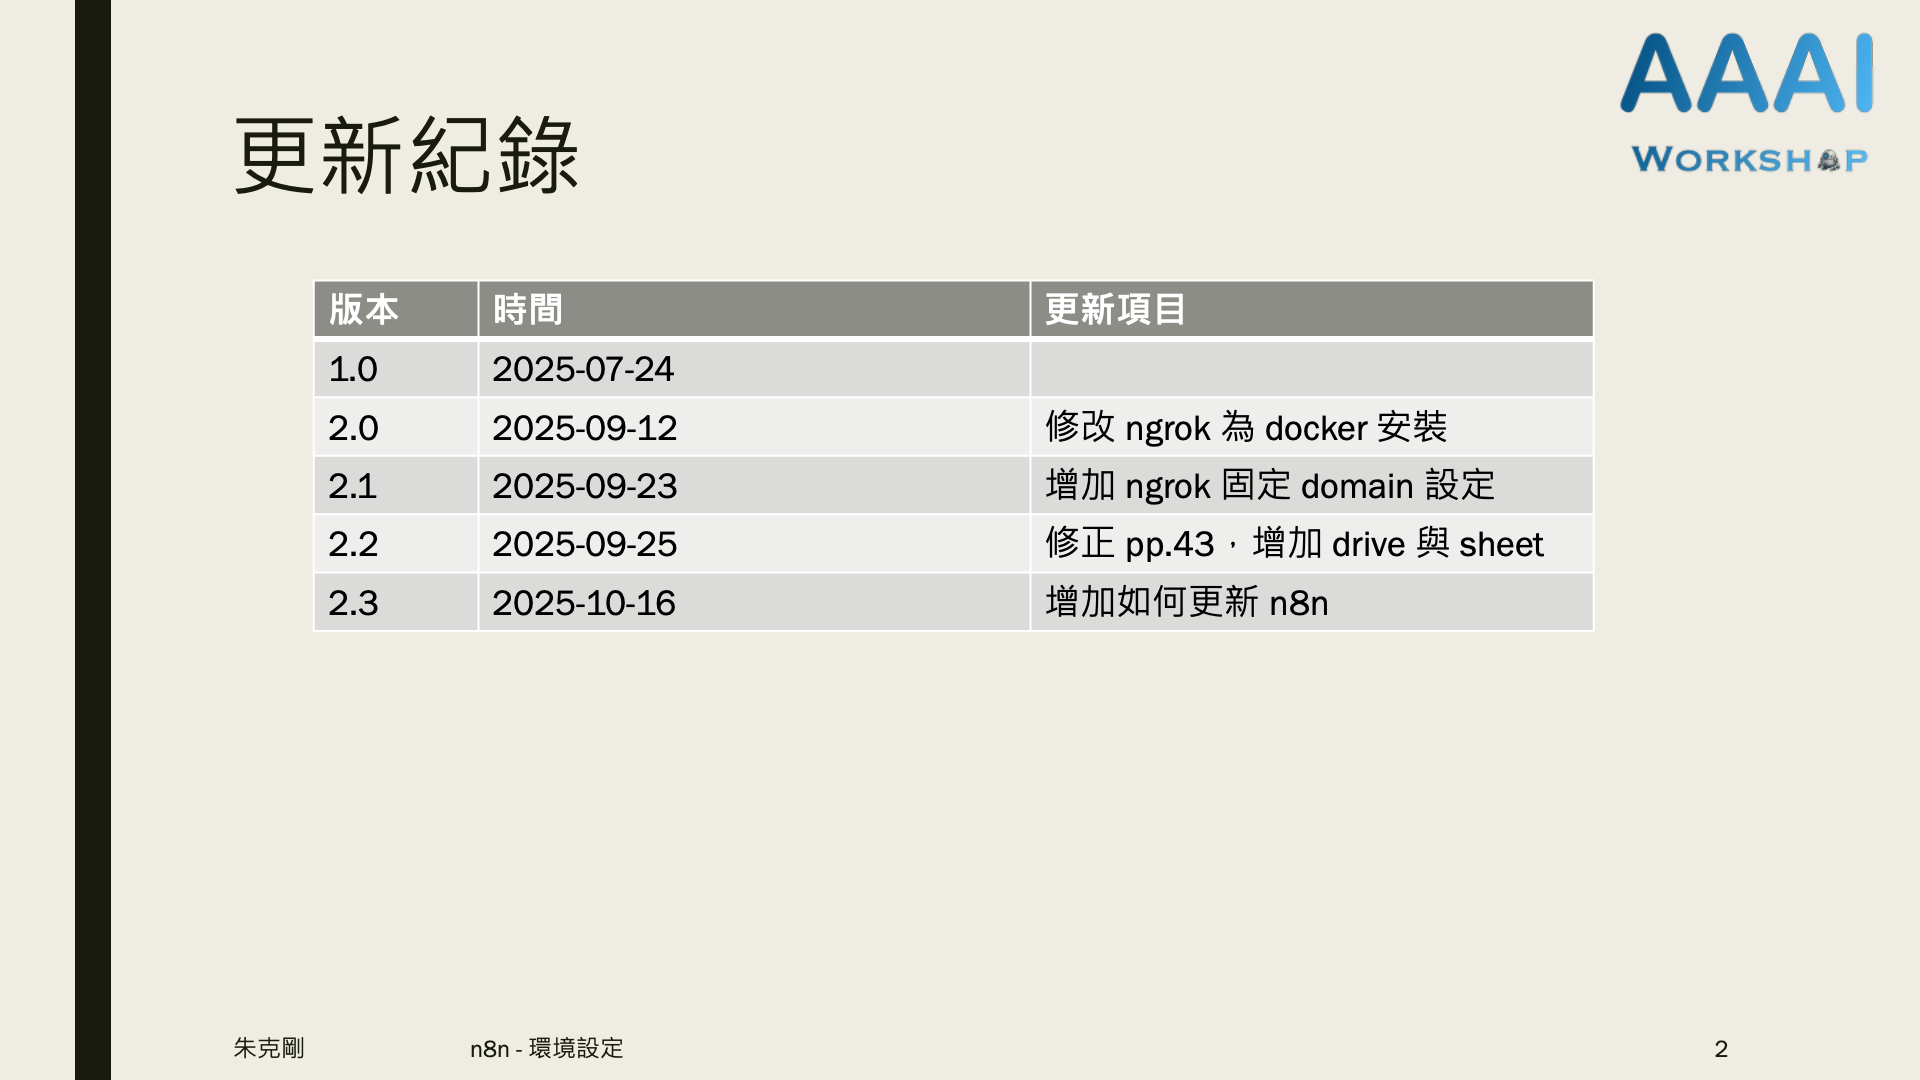 AAAI
WORKSHOP
更新紀錄
版本 時間 更新項目
1.0 2025-07-24
2.0 2025-09-12 修改 ngrok 為 docker 安裝
2.1 2025-09-23 增加 ngrok 固定 domain 設定
2.2 2025-09-25 修正 pp.43，增加 drive 與 sheet
2.3 2025-10-16 增加如何更新 n8n
朱克剛 n8n - 環境設定 2